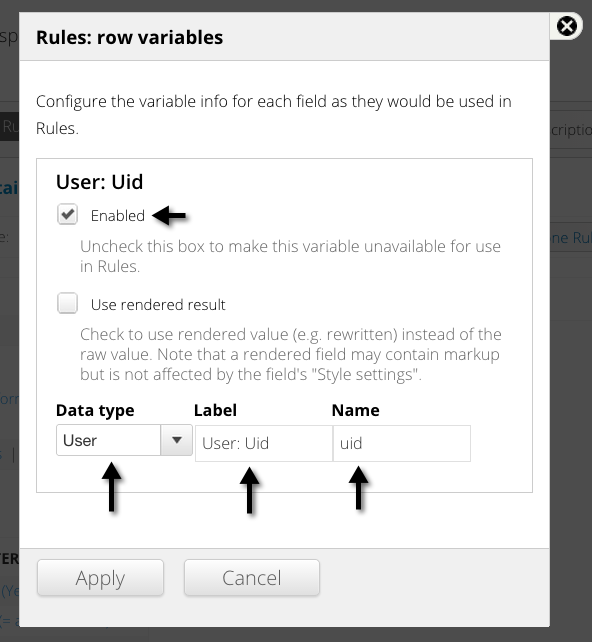 Rules: row variables
Configure the variable info for each field as they would be used in
Rules.
User: Uid
Enabled
Uncheck this box to make this variable unavailable for use
in Rules.
Use rendered result
Check to use rendered value (e.g. rewritten) instead of the
raw value. Note that a rendered field may contain markup
but is not affected by the field's "Style settings".
Data type Label Name
User User: Uid uid
Apply Cancel